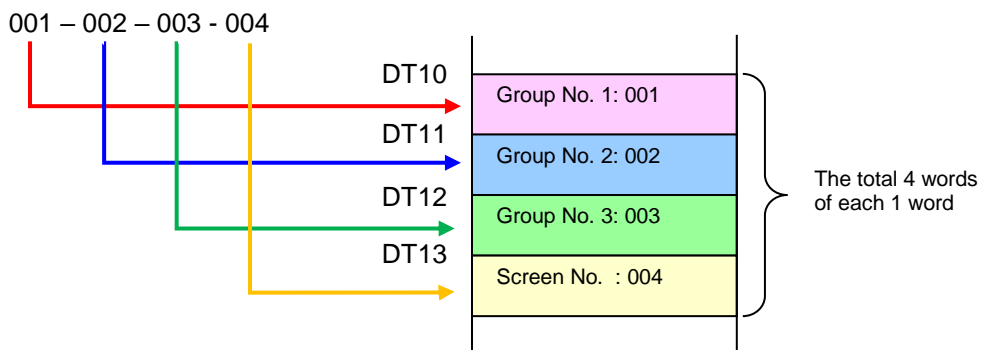 001 – 002 – 003 - 004
DT10
Group No. 1: 001
DT11
Group No. 2: 002
DT12
Group No. 3: 003
DT13
Screen No. : 004
The total 4 words
of each 1 word